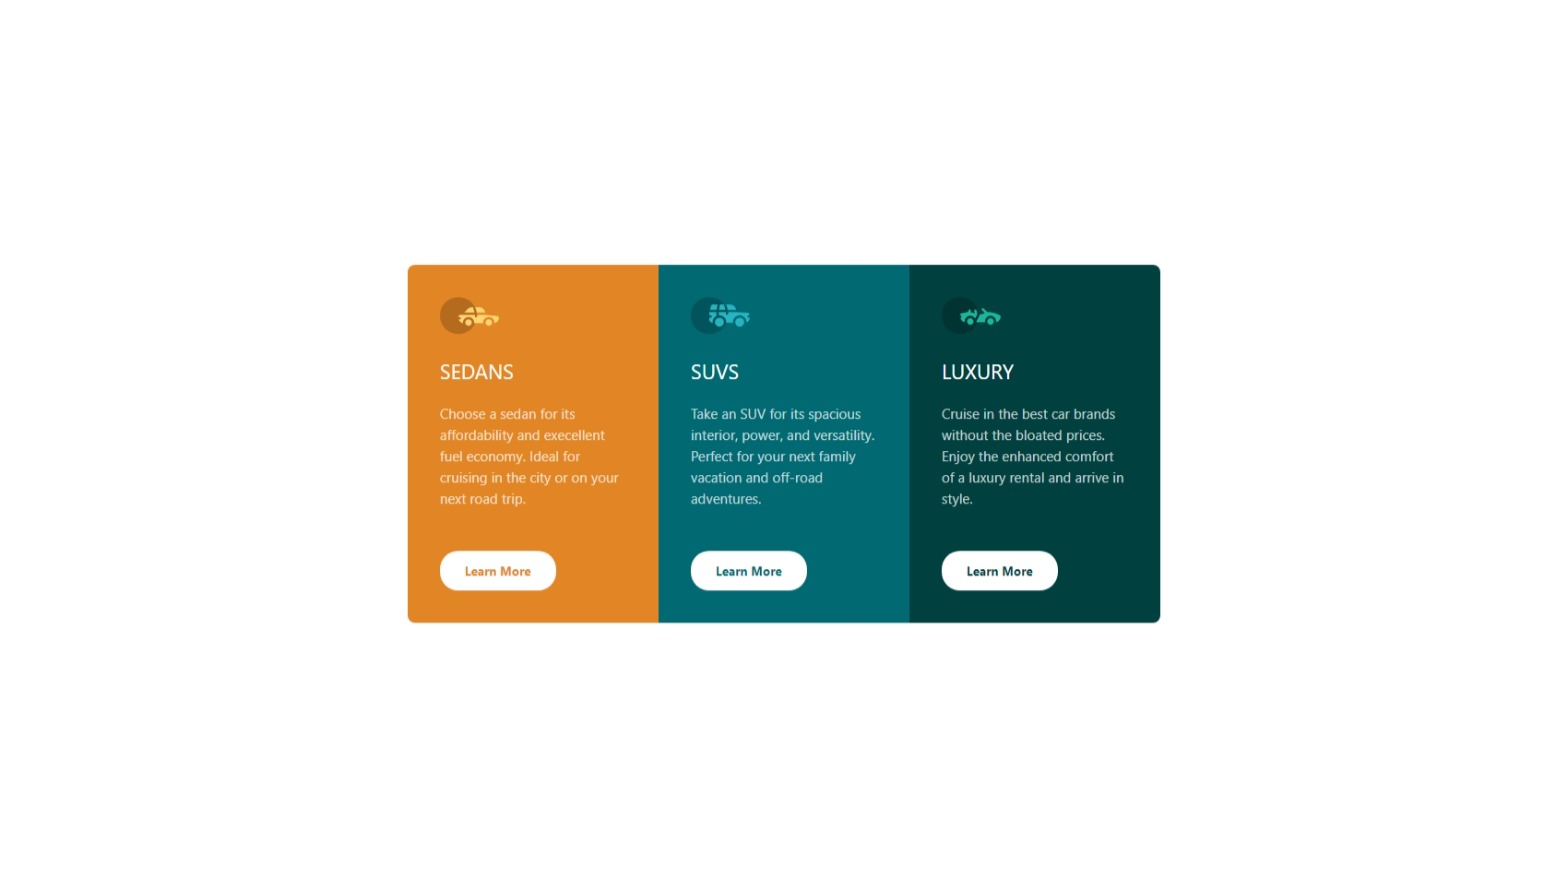 SEDANS
Choose a sedan for its
affordability and execellent
fuel economy. Ideal for
cruising in the city or on your
next road trip.
Learn More
SUVS
Take an SUV for its spacious
interior, power, and versatility.
Perfect for your next family
vacation and off-road
adventures.
Learn More
LUXURY
Cruise in the best car brands
without the bloated prices.
Enjoy the enhanced comfort
of a luxury rental and arrive in
style.
Learn More